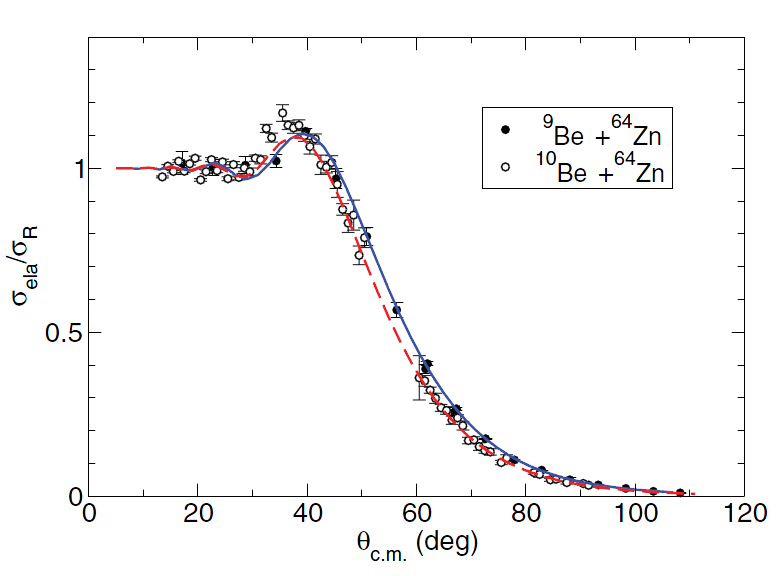 ⁹Be + ⁶⁴Zn
¹⁰Be + ⁶⁴Zn
1
0.5
0
σela/σR
0 20 40 60 80 100 120
θc.m. (deg)